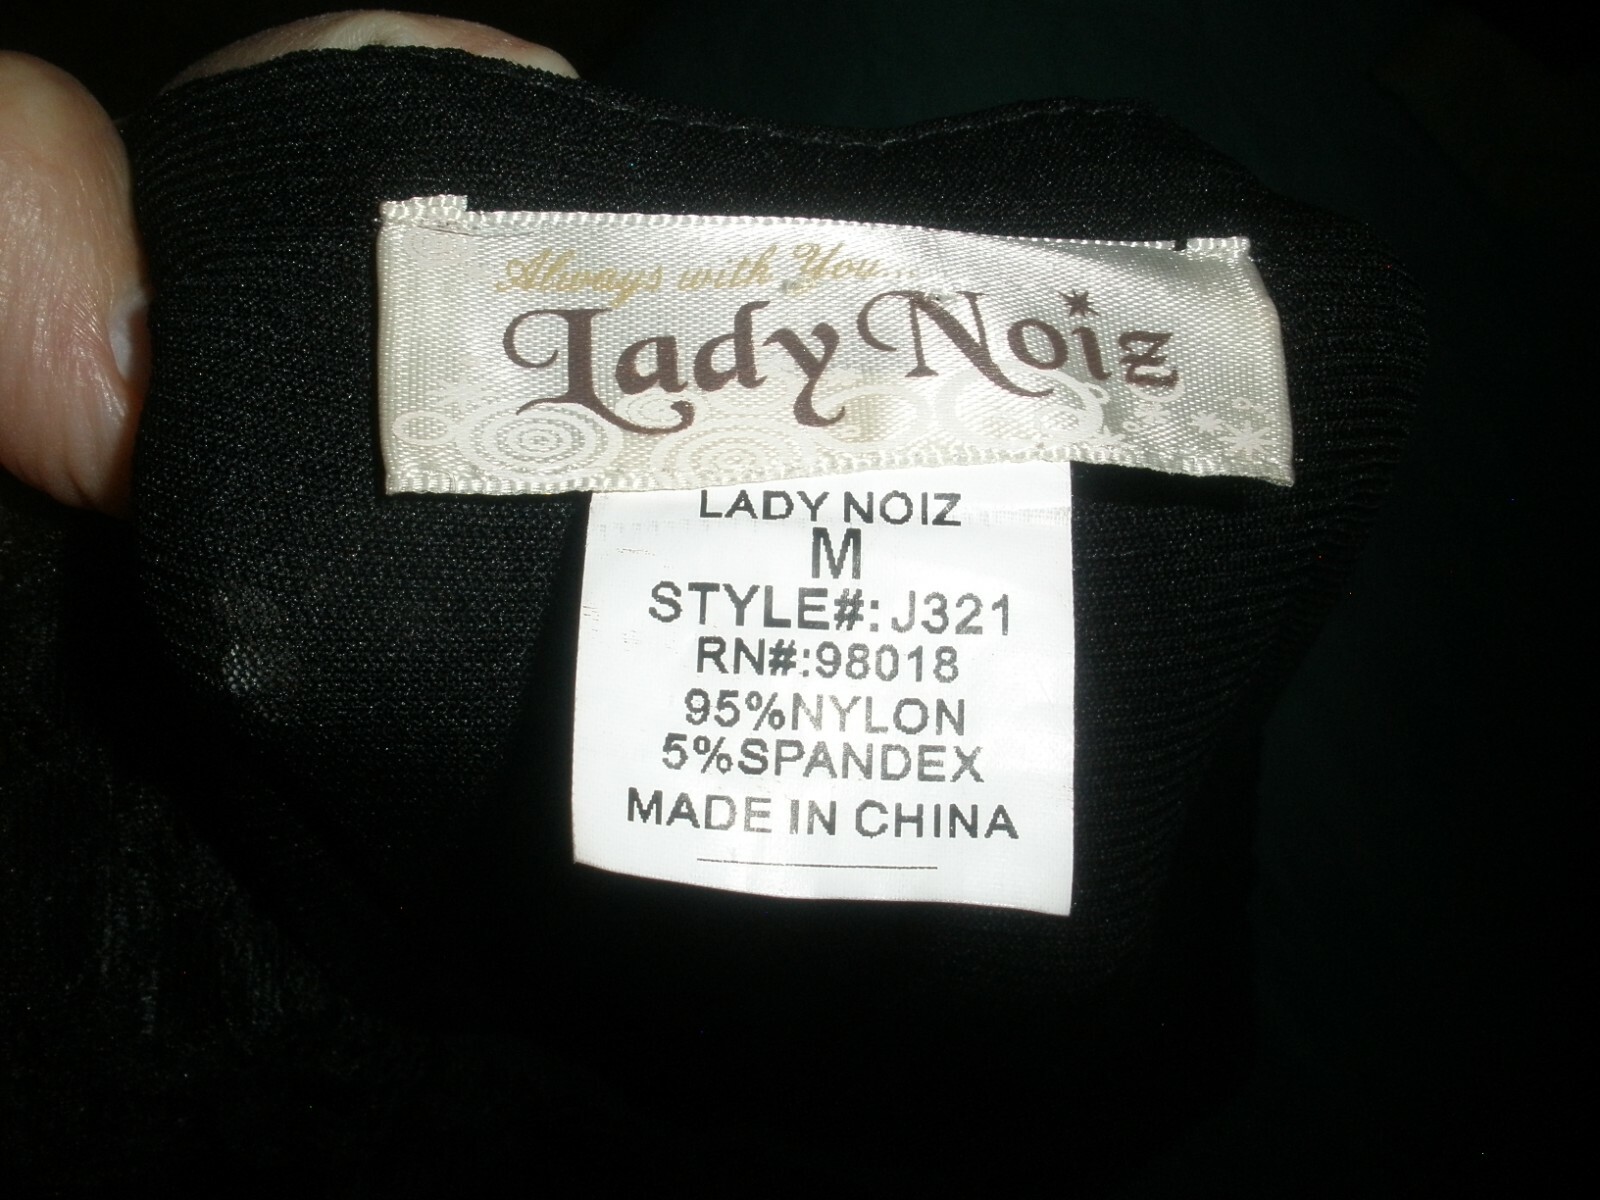 Always with You...
Lady Noiz
LADY NOIZ
M
STYLE#: J321
RN#:98018
95%NYLON
5%SPANDEX
MADE IN CHINA